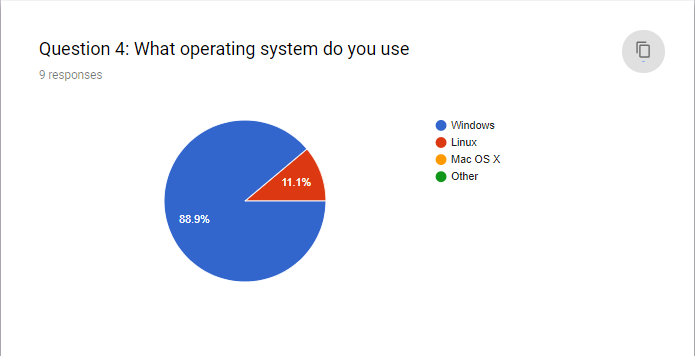 Question 4: What operating system do you use
9 responses
Windows
Linux
Mac OS X
Other
11.1%
88.9%